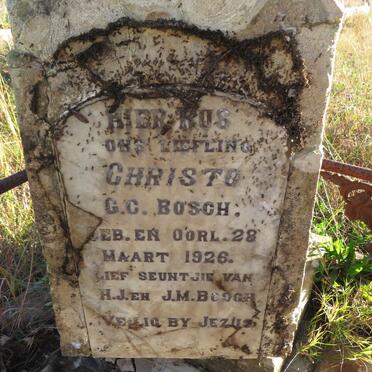 HIER RUS
ONS LIEFLING
CHRISTO
G.C. BOSCH.
GEB. EN OORL. 28
MAART 1926.
LIEF SEUNTJIE VAN
H.J. EN J.M. BOSCH
VEILIG BY JEZUS